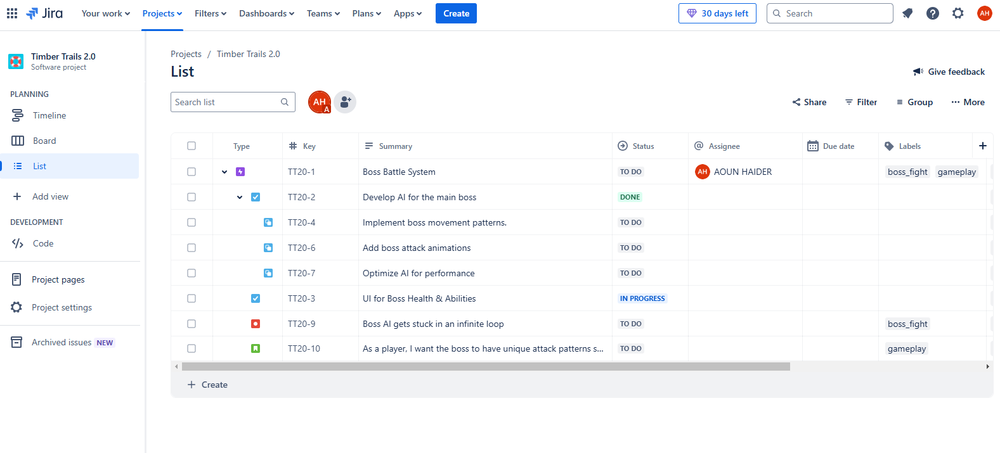 Jira Your work Projects Filters Dashboards Teams Plans Apps Create 30 days left Search AH
Timber Trails 2.0
Software project
PLANNING
Timeline
Board
List
Add view
DEVELOPMENT
Code
Project pages
Project settings
Archived issues NEW
Projects / Timber Trails 2.0
List
Give feedback
Search list AH A Share Filter Group More
Type Key Summary Status Assignee Due date Labels
TT20-1 Boss Battle System TO DO AH AOUN HAIDER boss_fight gameplay
TT20-2 Develop AI for the main boss DONE
TT20-4 Implement boss movement patterns. TO DO
TT20-6 Add boss attack animations TO DO
TT20-7 Optimize AI for performance TO DO
TT20-3 UI for Boss Health & Abilities IN PROGRESS
TT20-9 Boss AI gets stuck in an infinite loop TO DO boss_fight
TT20-10 As a player, I want the boss to have unique attack patterns s... TO DO gameplay
Create